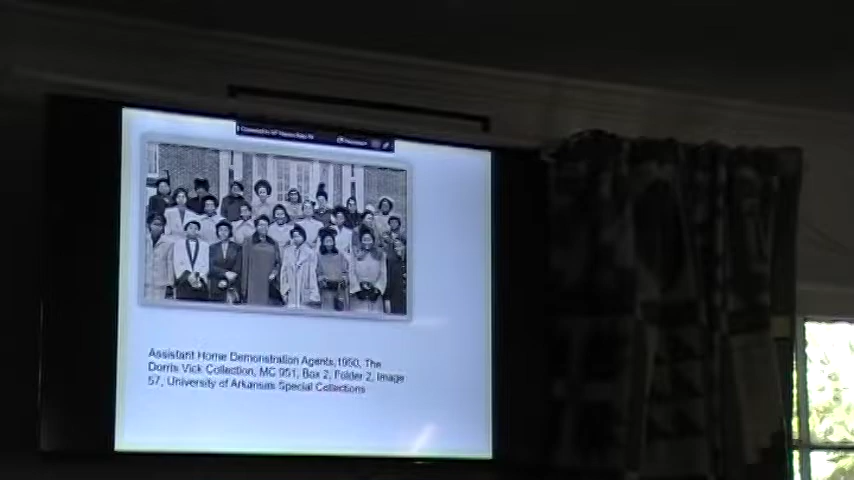 Assistant Home Demonstration Agents,1950, The
Dorris Vick Collection, MC 951, Box 2, Folder 2, Image
57, University of Arkansas Special Collections